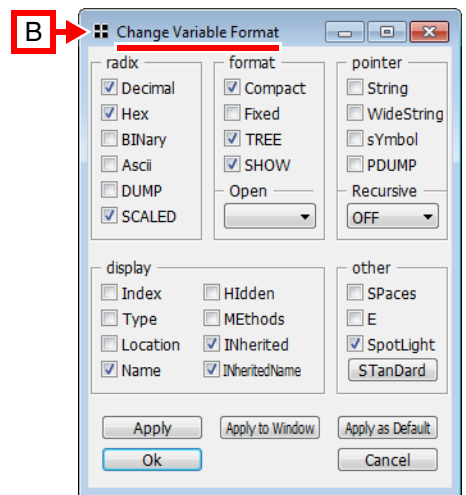 B
Change Variable Format
radix
Decimal
Hex
BINary
Ascii
DUMP
SCALED
format
Compact
Fixed
TREE
SHOW
Open
pointer
String
WideString
sYmbol
PDUMP
Recursive
OFF
display
Index
Type
Location
Name
HIdden
MEthods
INherited
INheritedName
other
SPaces
E
SpotLight
STanDard
Apply
Apply to Window
Apply as Default
Ok
Cancel